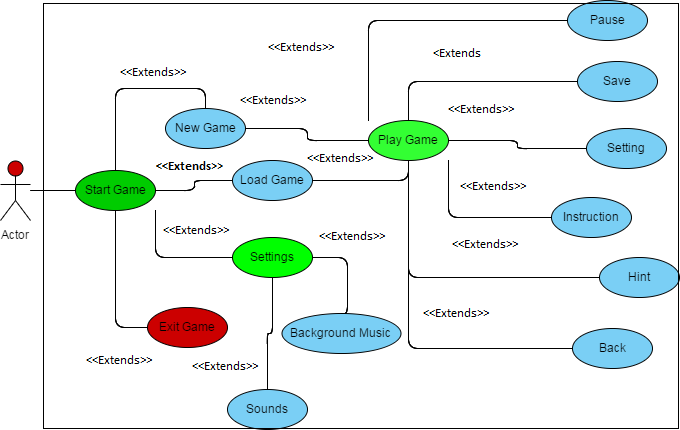 Pause
<<Extends>>
<Extends
<<Extends>>
Save
<<Extends>>
<<Extends>>
New Game
Play Game
Setting
<<Extends>>
<<Extends>>
Load Game
Start Game
<<Extends>>
Actor
<<Extends>>
<<Extends>>
Instruction
<<Extends>>
Settings
Hint
<<Extends>>
Exit Game
Background Music
Back
<<Extends>>
<<Extends>>
Sounds